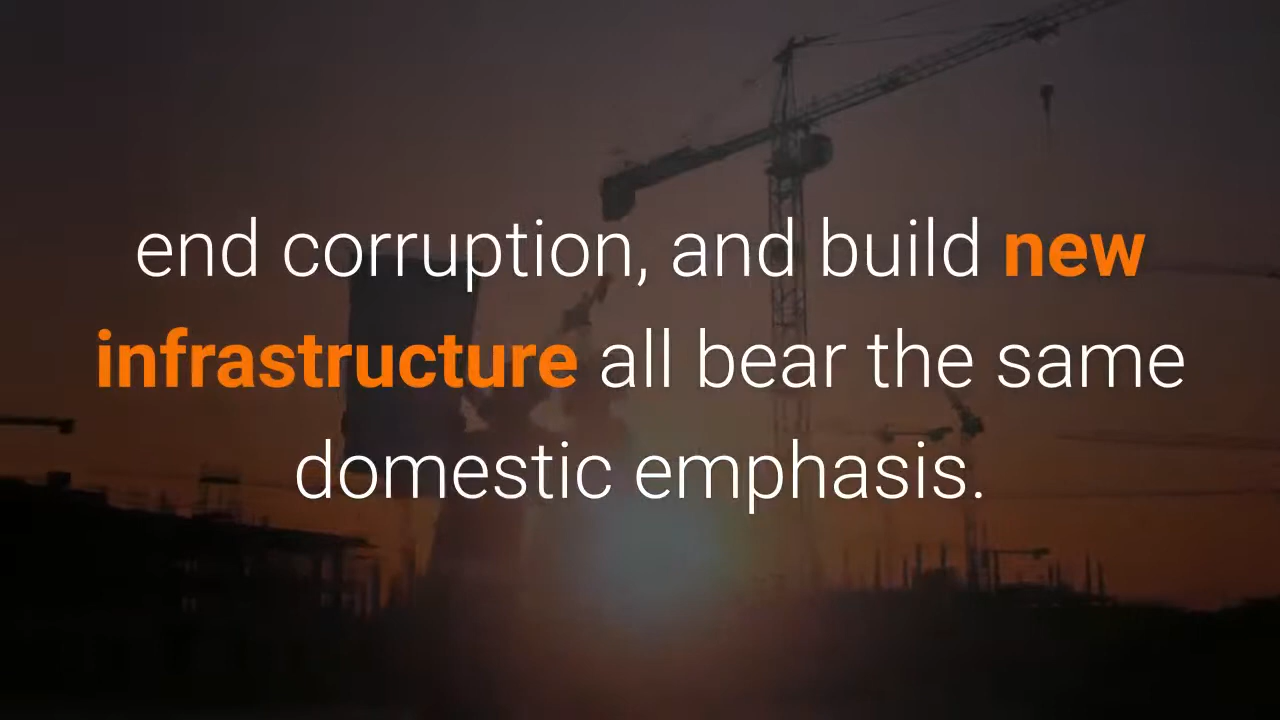 end corruption, and build new
infrastructure all bear the same
domestic emphasis.